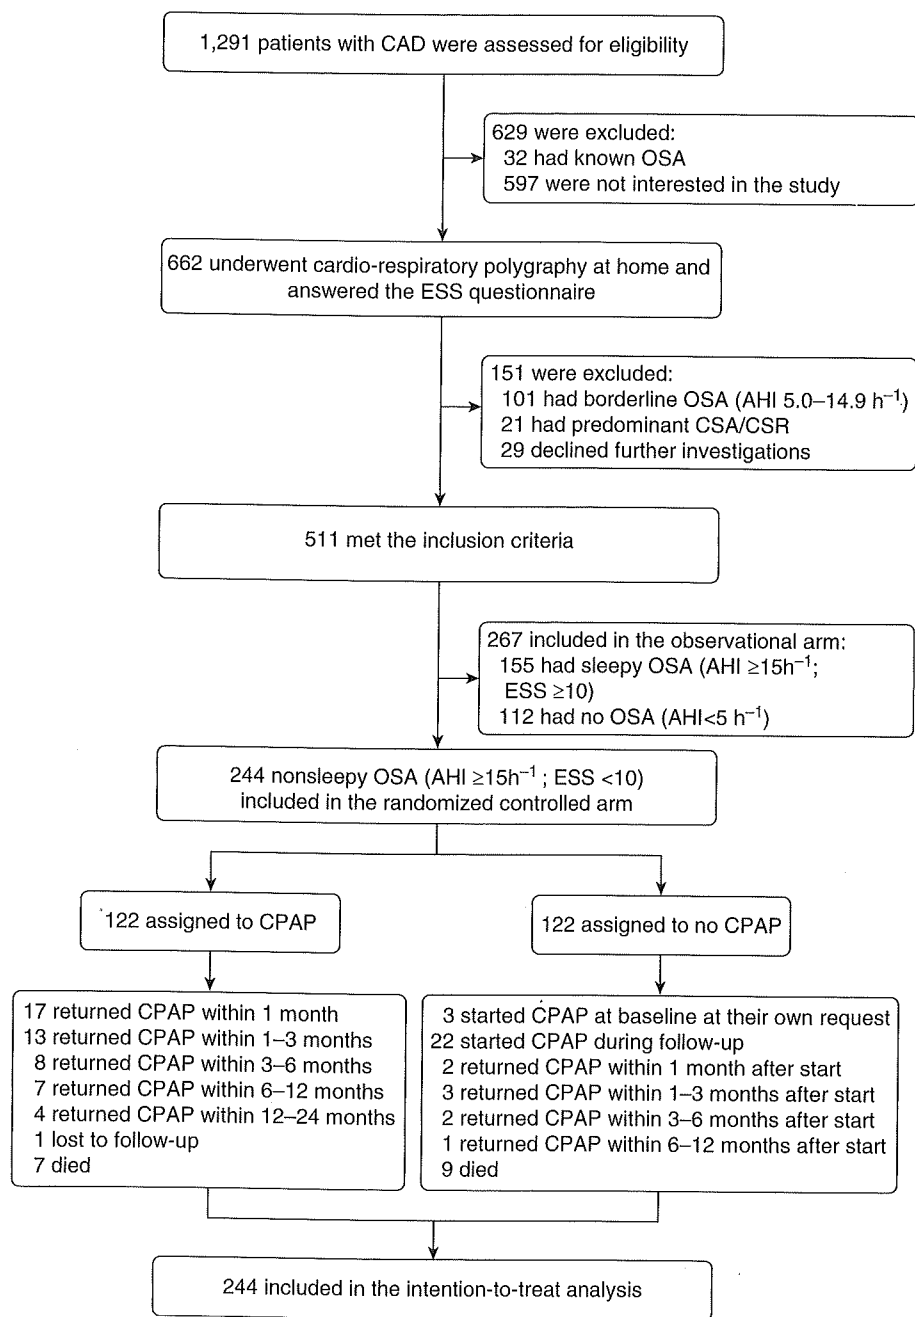 1,291 patients with CAD were assessed for eligibility
629 were excluded:
32 had known OSA
597 were not interested in the study
662 underwent cardio-respiratory polygraphy at home and
answered the ESS questionnaire
151 were excluded:
101 had borderline OSA (AHI 5.0–14.9 h⁻¹)
21 had predominant CSA/CSR
29 declined further investigations
511 met the inclusion criteria
267 included in the observational arm:
155 had sleepy OSA (AHI ≥15h⁻¹;
ESS ≥10)
112 had no OSA (AHI<5 h⁻¹)
244 nonsleepy OSA (AHI ≥15h⁻¹; ESS <10)
included in the randomized controlled arm
122 assigned to CPAP
122 assigned to no CPAP
17 returned CPAP within 1 month
13 returned CPAP within 1–3 months
8 returned CPAP within 3–6 months
7 returned CPAP within 6–12 months
4 returned CPAP within 12–24 months
1 lost to follow-up
7 died
3 started CPAP at baseline at their own request
22 started CPAP during follow-up
2 returned CPAP within 1 month after start
3 returned CPAP within 1–3 months after start
2 returned CPAP within 3–6 months after start
1 returned CPAP within 6–12 months after start
9 died
244 included in the intention-to-treat analysis